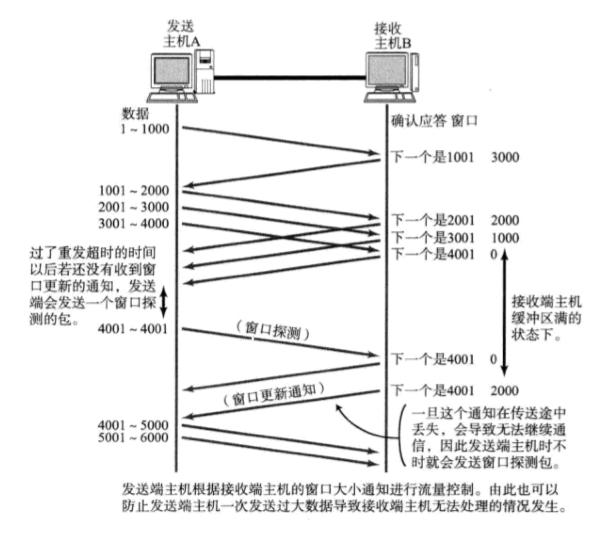 发送
主机A
接收
主机B
数据
1~1000
确认应答 窗口
下一个是1001 3000
1001~2000
2001~3000
3001~4000
下一个是2001 2000
下一个是3001 1000
下一个是4001 0
过了重发超时的时间
以后若还没有收到窗
口更新的通知，发送
端会发送一个窗口探
测的包。
接收端主机
缓冲区满的
状态下。
4001~4001
（窗口探测）
下一个是4001 0
（窗口更新通知）
下一个是4001 2000
一旦这个通知在传送途中
丢失，会导致无法继续通
信，因此发送端主机时不
时就会发送窗口探测包。
4001~5000
5001~6000
发送端主机根据接收端主机的窗口大小通知进行流量控制。由此也可以
防止发送端主机一次发送过大数据导致接收端主机无法处理的情况发生。